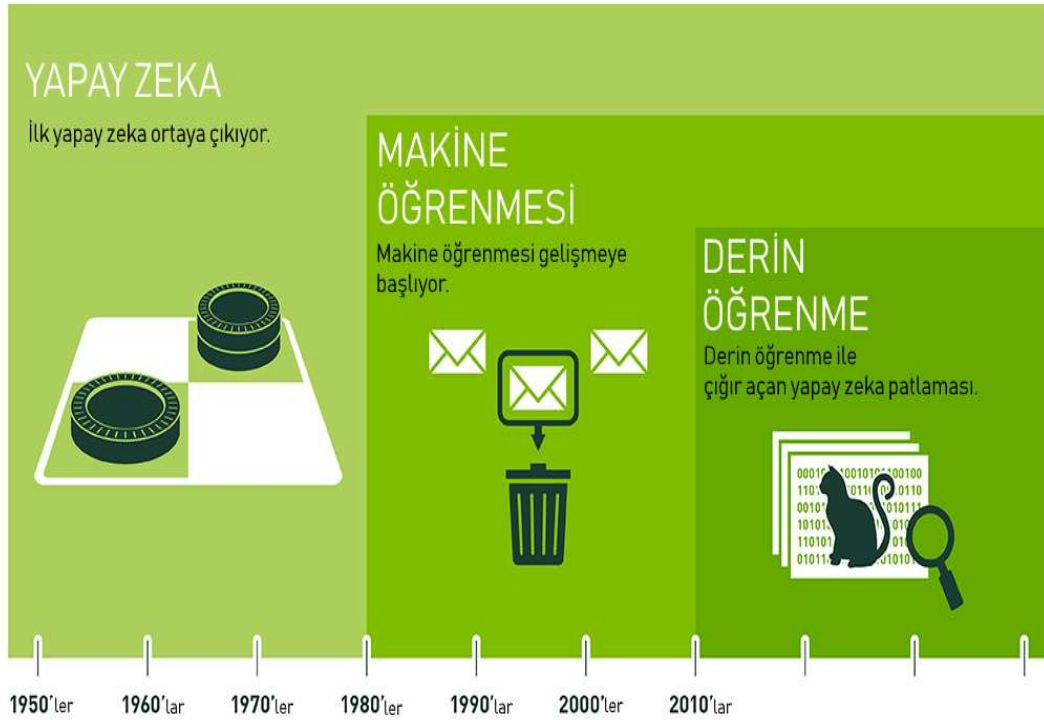 YAPAY ZEKA
İlk yapay zeka ortaya çıkıyor.
MAKİNE
ÖĞRENMESİ
Makine öğrenmesi gelişmeye
başlıyor.
DERİN
ÖĞRENME
Derin öğrenme ile
çığır açan yapay zeka patlaması.
1950'ler 1960'lar 1970'ler 1980'ler 1990'lar 2000'ler 2010'lar